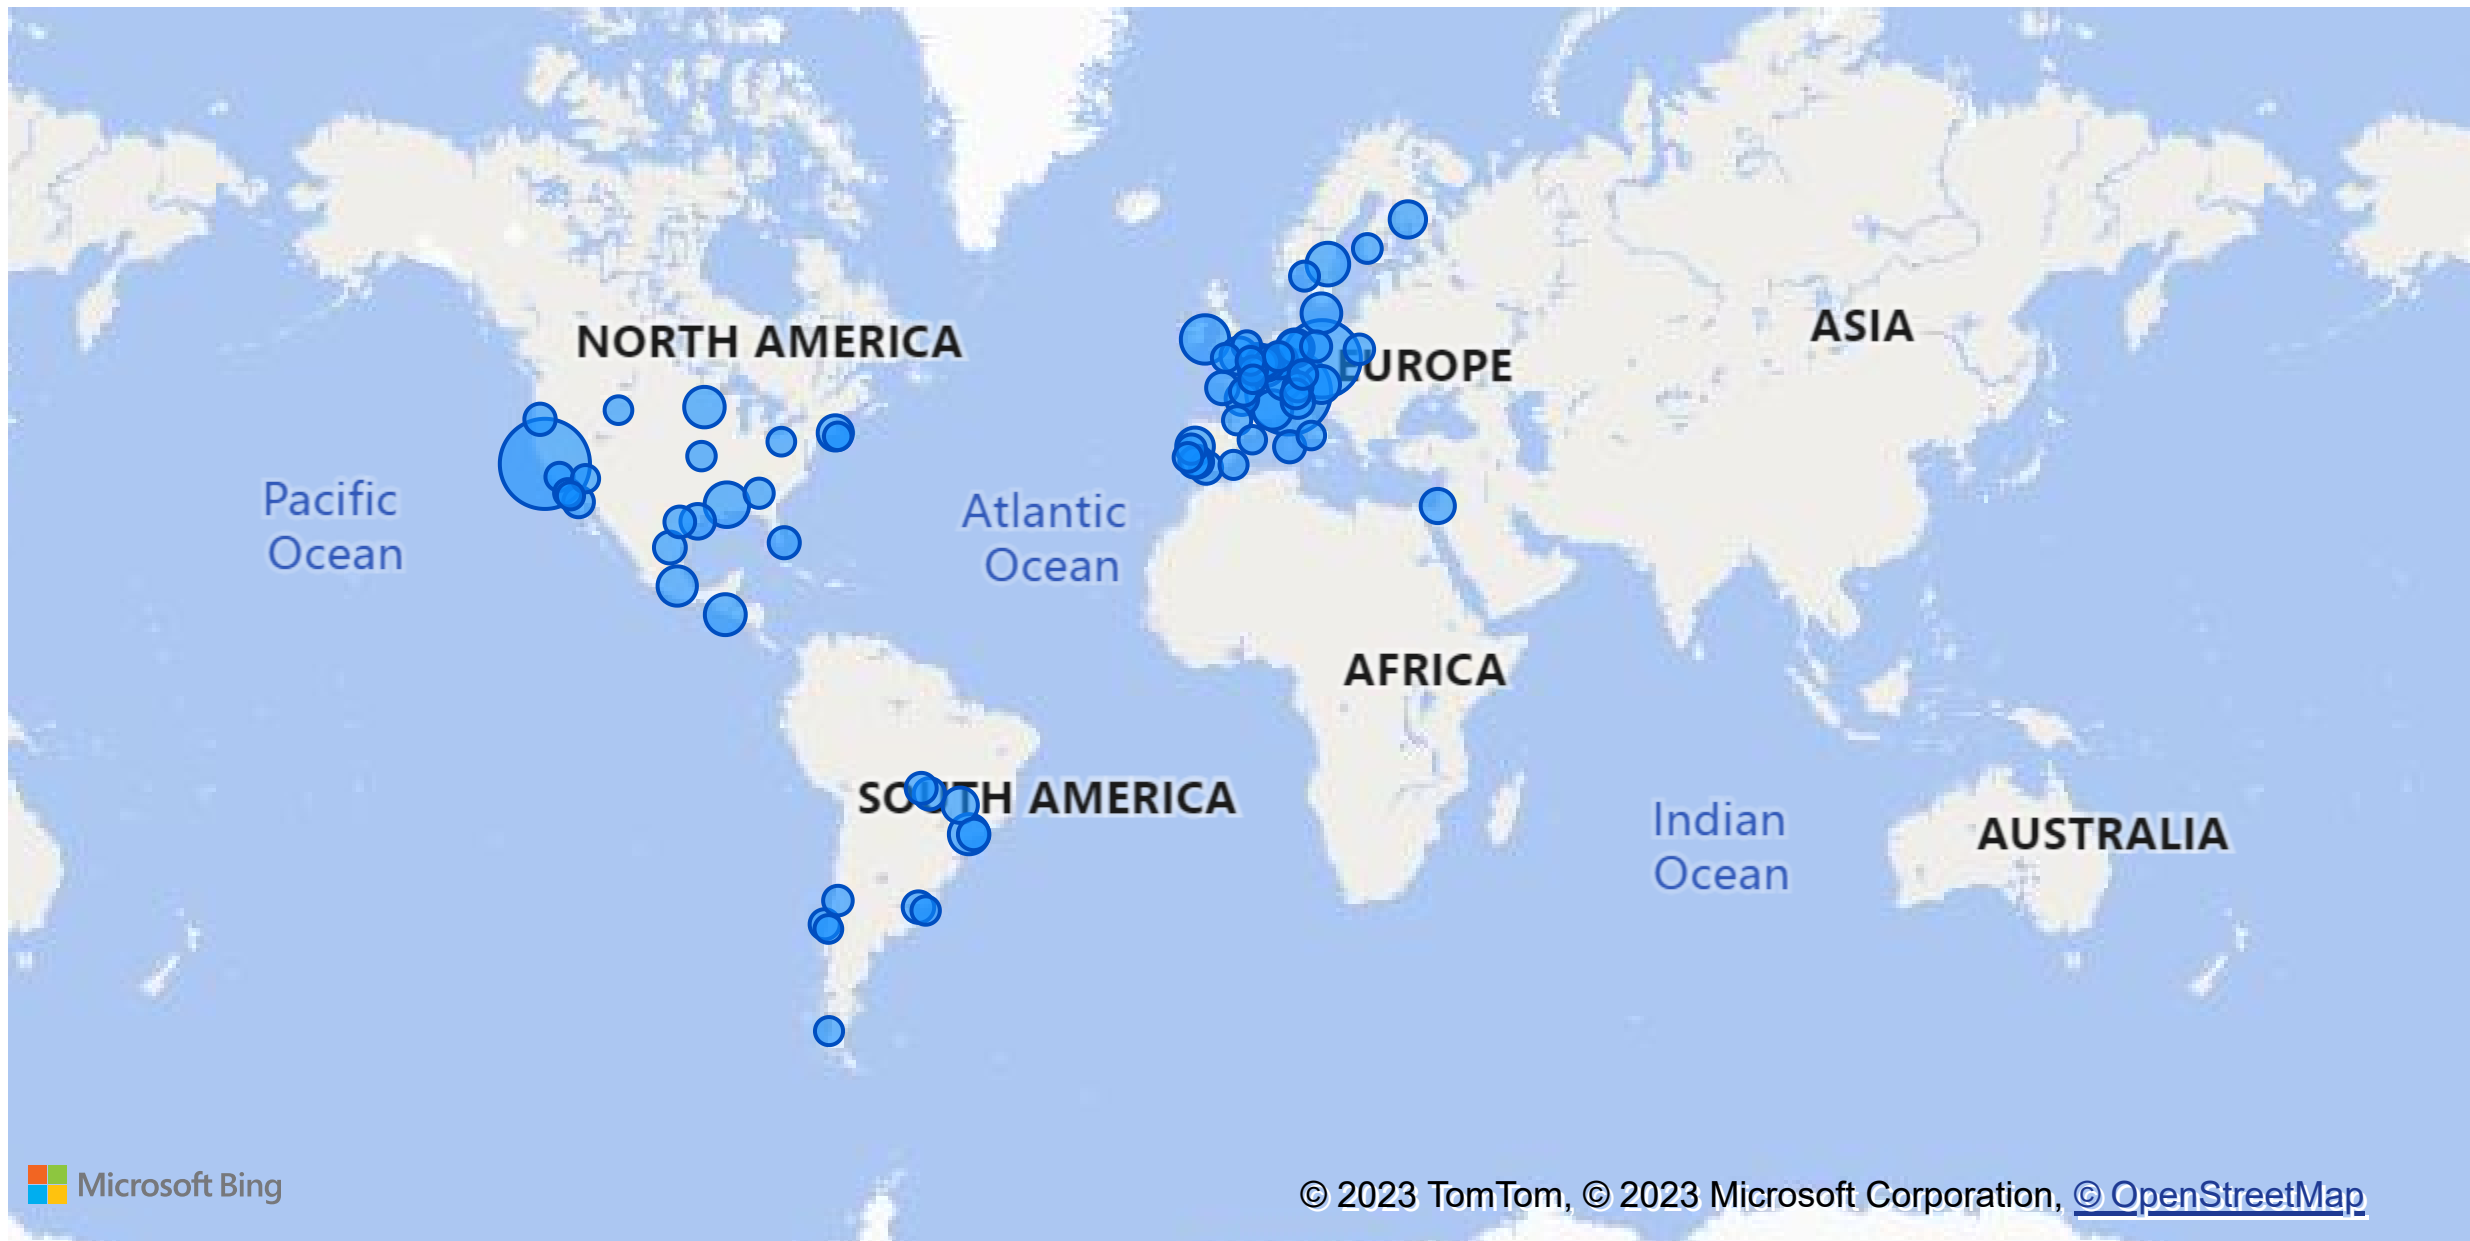 NORTH AMERICA
EUROPE
ASIA
Pacific
Ocean
Atlantic
Ocean
AFRICA
SOUTH AMERICA
Indian
Ocean
AUSTRALIA
Microsoft Bing
© 2023 TomTom, © 2023 Microsoft Corporation, © OpenStreetMap